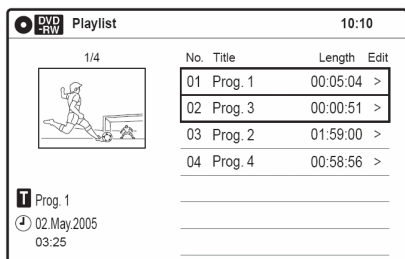 DVD -RW Playlist 10:10
1/4
No. Title Length Edit
01 Prog. 1 00:05:04 >
02 Prog. 3 00:00:51 >
03 Prog. 2 01:59:00 >
04 Prog. 4 00:58:56 >
T Prog. 1
02.May.2005
03:25